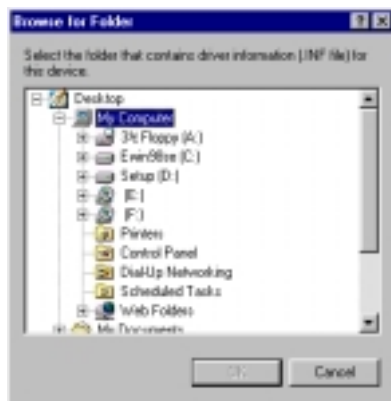 Browse for Folder
Select the folder that contains driver information (.INF file) for
this device.
Desktop
My Computer
3½ Floppy (A:)
Ewin98se (C:)
Setup (D:)
(E:)
(F:)
Printers
Control Panel
Dial-Up Networking
Scheduled Tasks
Web Folders
My Documents
OK
Cancel